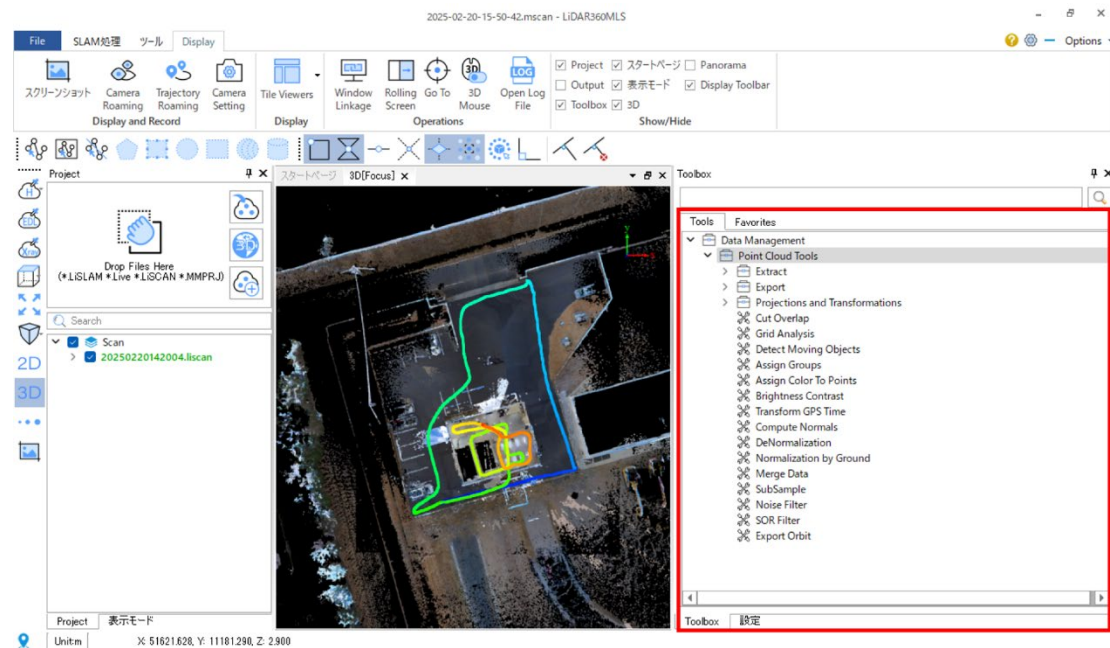 2025-02-20-15-50-42.mscan - LiDAR360MLS
File SLAM処理 ツール Display
Options
スクリーンショット
Camera Roaming
Trajectory Roaming
Camera Setting
Display and Record
Tile Viewers
Display
Window Linkage
Rolling Screen
Go To
3D Mouse
LOG
Open Log File
Operations
Project スタートページ Panorama
Output 表示モード Display Toolbar
Toolbox 3D
Show/Hide
Project
スタートページ 3D[Focus]
Toolbox
H
EDL
Xray
2D
3D
Drop Files Here
(*.LiSLAM *.Live *.LiSCAN *.MMPRJ)
3D
Search
Scan
20250220142004.liscan
Project 表示モード
Y
Tools Favorites
Data Management
Point Cloud Tools
Extract
Export
Projections and Transformations
Cut Overlap
Grid Analysis
Detect Moving Objects
Assign Groups
Assign Color To Points
Brightness Contrast
Transform GPS Time
Compute Normals
DeNormalization
Normalization by Ground
Merge Data
SubSample
Noise Filter
SOR Filter
Export Orbit
Toolbox 設定
Unit:m X: 51621.628, Y: 11181.290, Z: 2.900